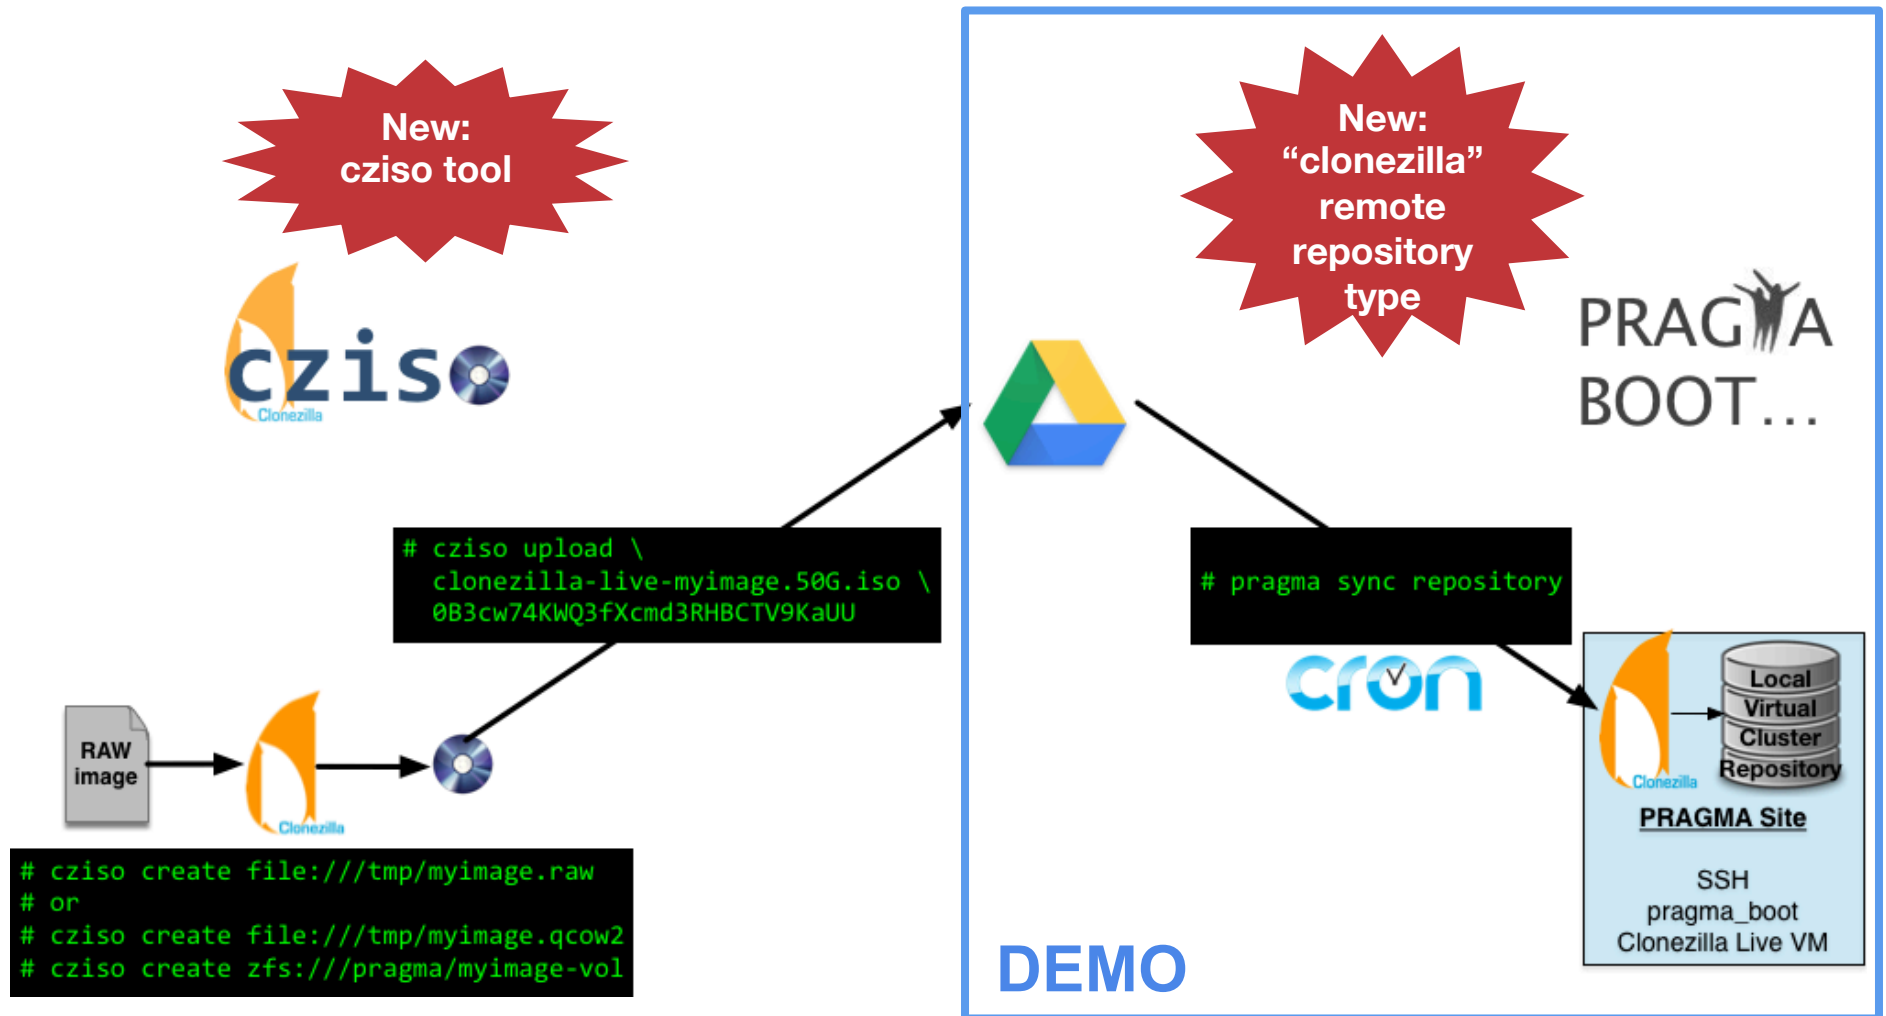 New:
cziso tool
cziso
Clonezilla
# cziso upload \
clonezilla-live-myimage.50G.iso \
0B3cw74KWQ3fXcmd3RHBCTV9KaUU
RAW
image
Clonezilla
# cziso create file:///tmp/myimage.raw
# or
# cziso create file:///tmp/myimage.qcow2
# cziso create zfs:///pragma/myimage-vol
New:
“clonezilla”
remote
repository
type
PRAGMA
BOOT...
# pragma sync repository
cron
Clonezilla
Local
Virtual
Cluster
Repository
PRAGMA Site
SSH
pragma_boot
Clonezilla Live VM
DEMO